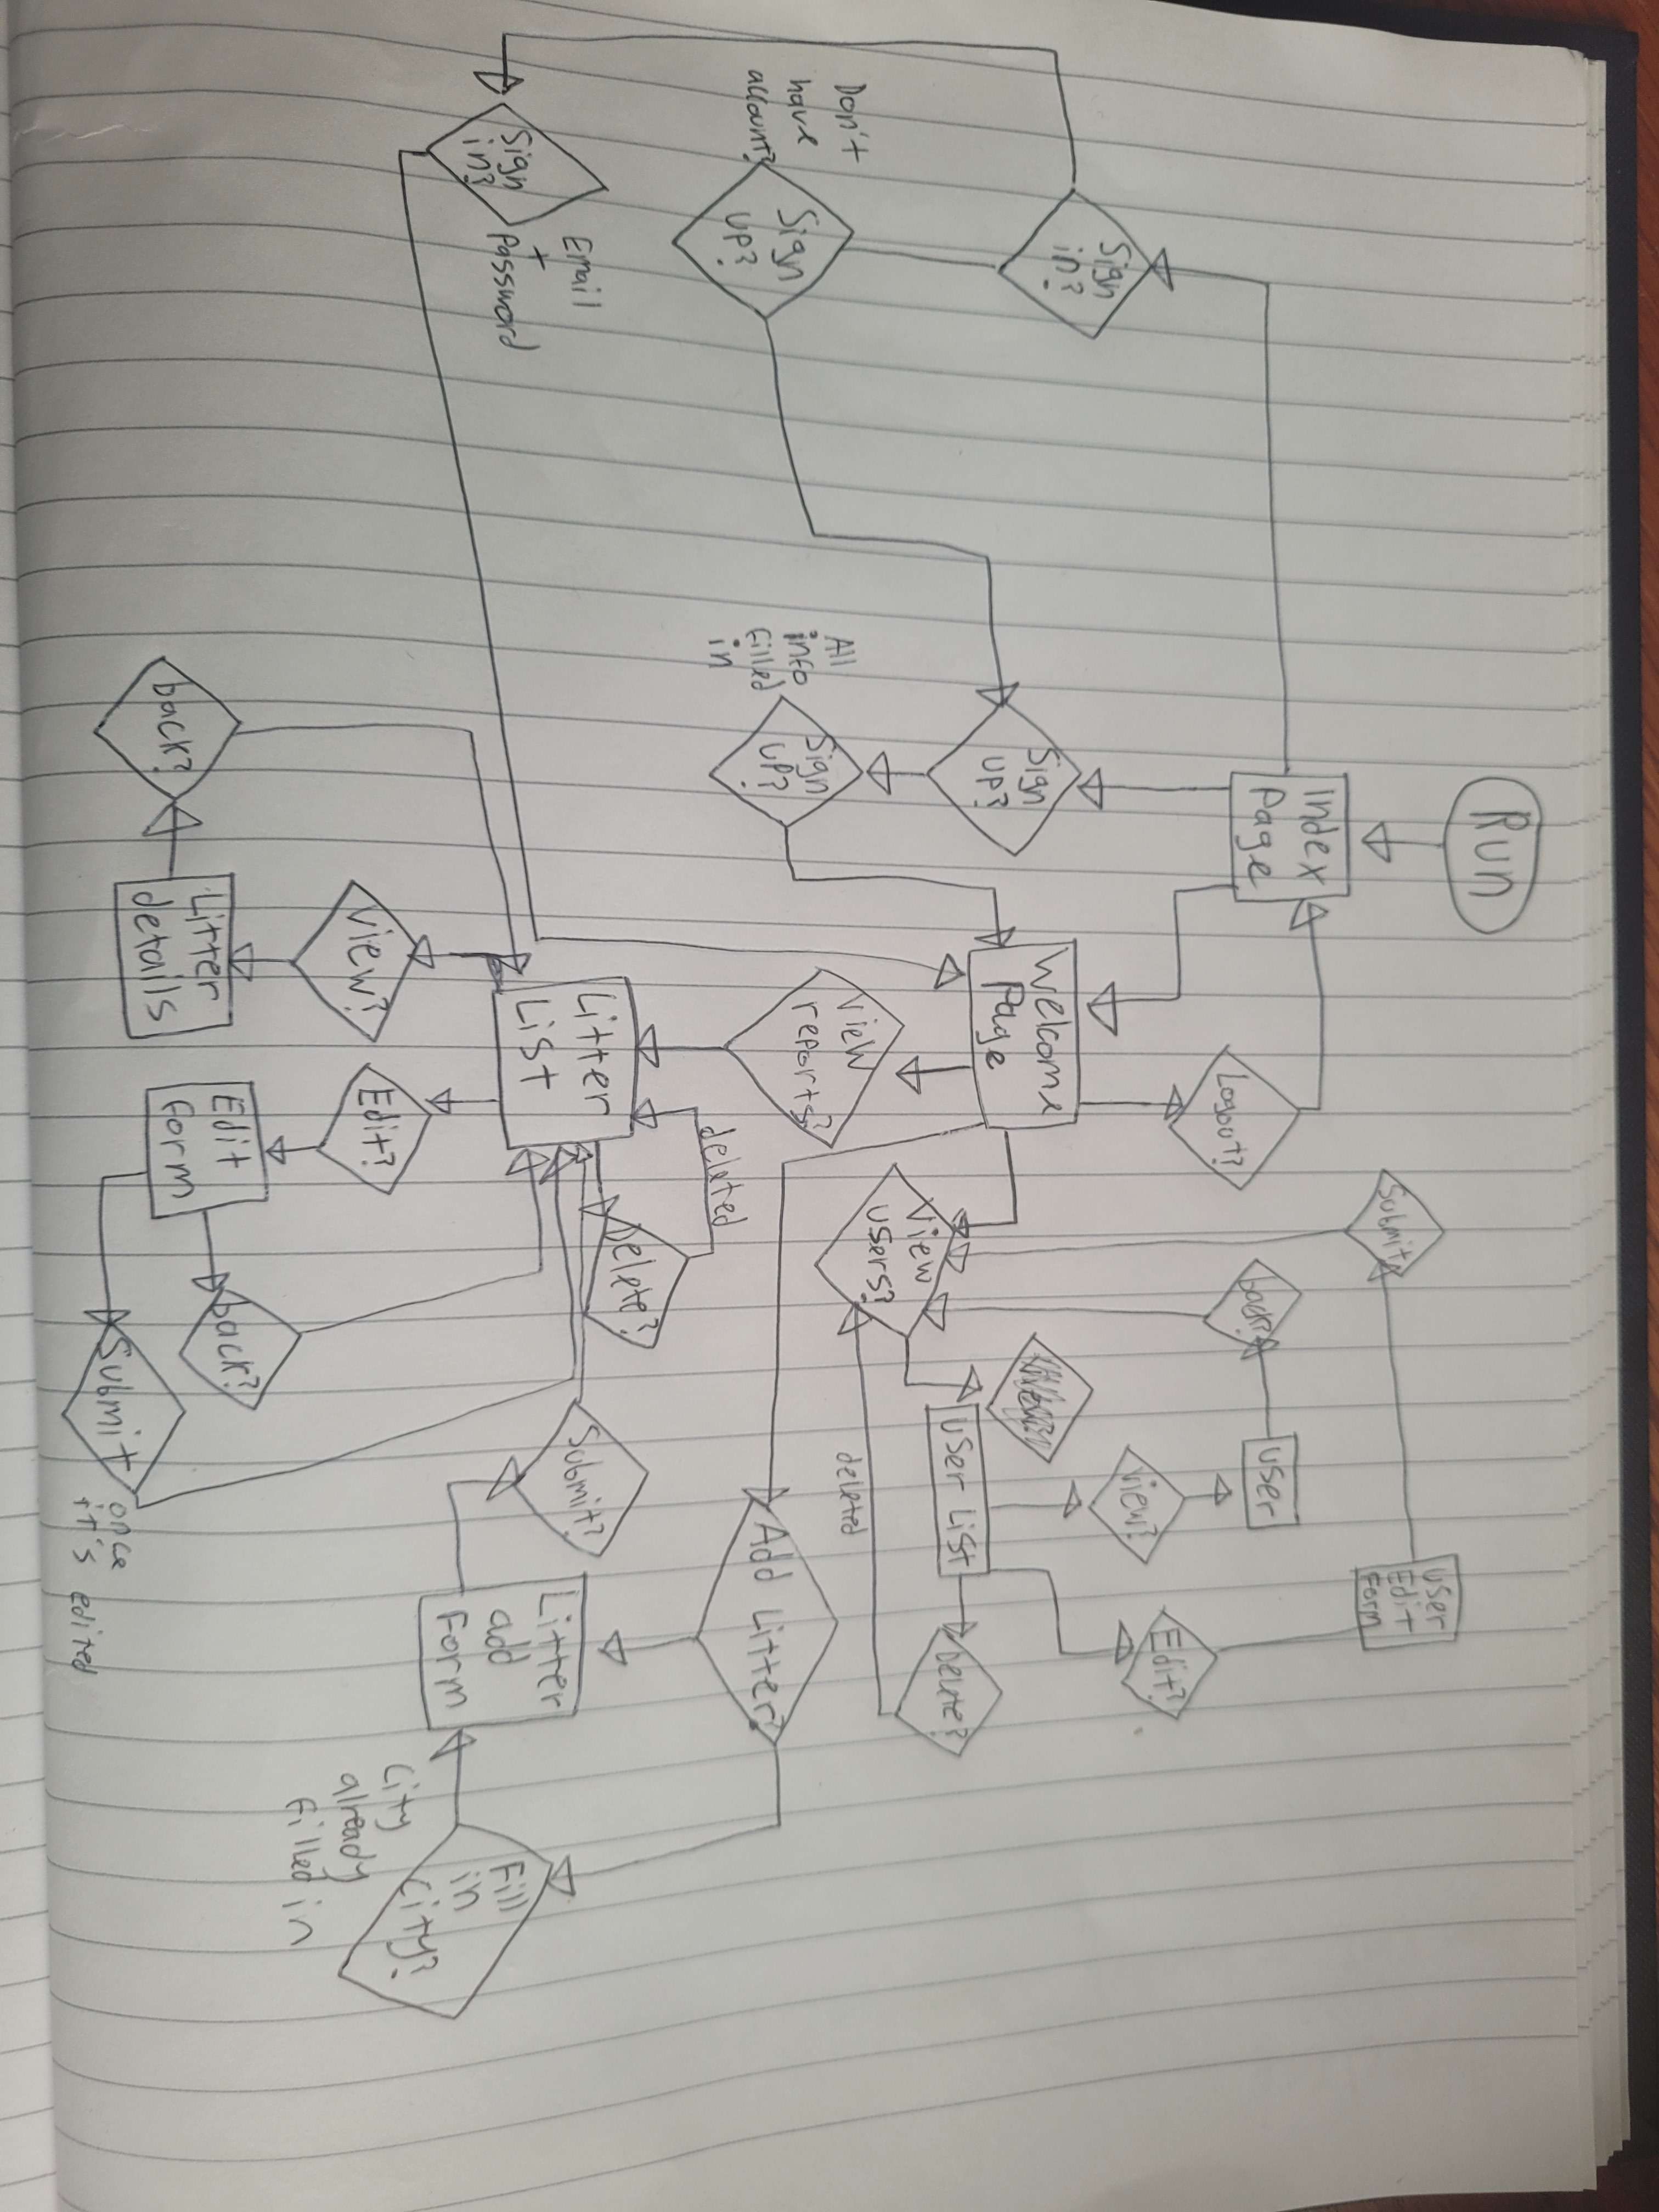 Run
Submit
User
Edit
Form
Index
Page
Logout?
back?
user
View?
Edit?
Sign
in?
Sign
up?
Welcome
Page
User List
Delete?
View
users?
deleted
View
reports?
Don't
have
account?
Sign
up?
All
info
filled
in
Sign
up?
Add Litter?
deleted
Delete?
Litter
List
Submit?
Litter
add
Form
Fill
in
City?
City
already
filled in
Email
+
Password
Sign
in?
View?
Edit?
back?
Litter
details
Edit
form
back?
Submit
once
it's edited